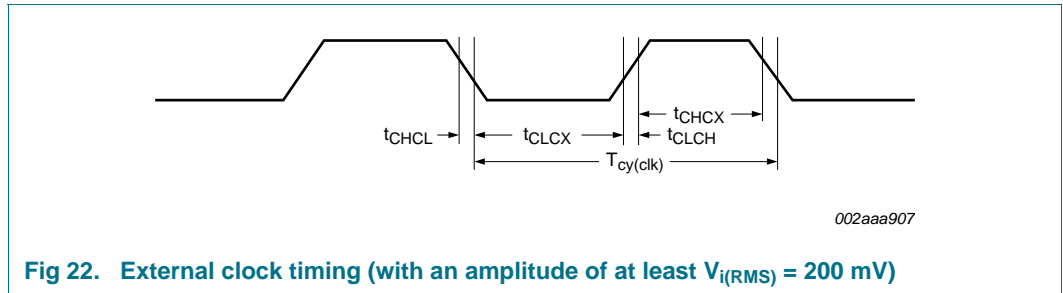 tCHCX
tCHCL tCLCX tCLCH
Tcy(clk)
002aaa907
Fig 22. External clock timing (with an amplitude of at least Vi(RMS) = 200 mV)